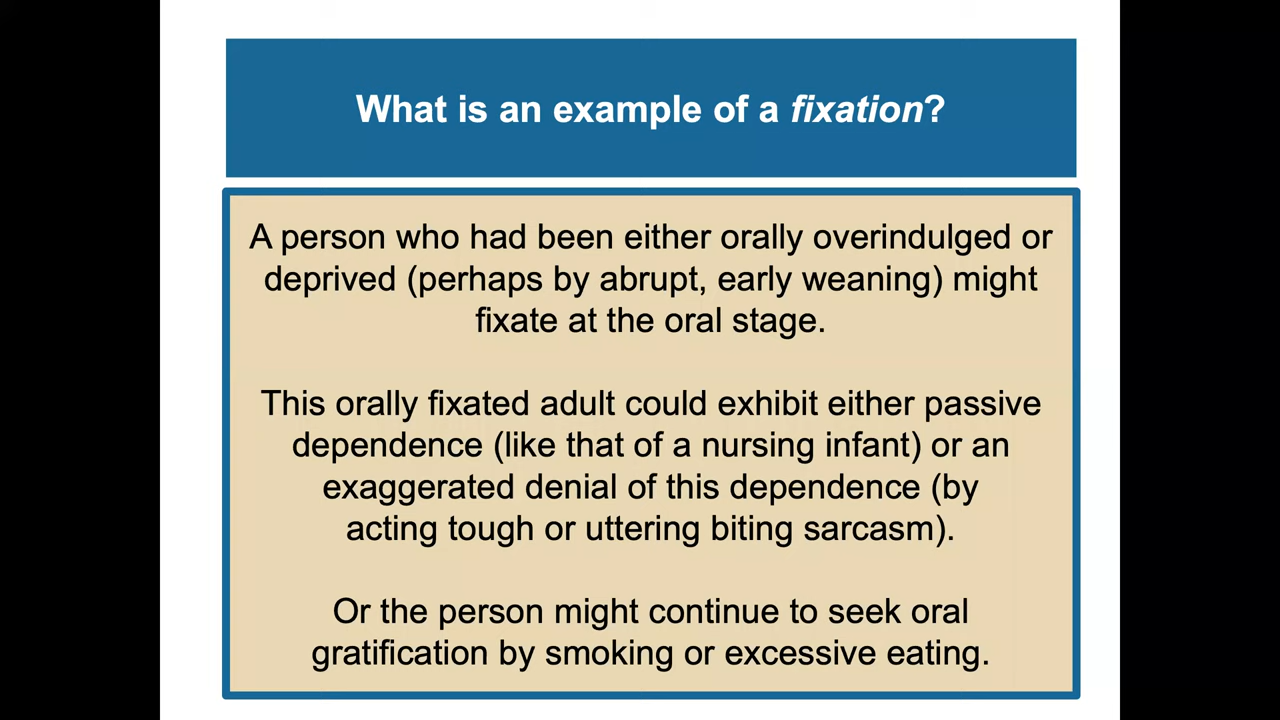 What is an example of a fixation?
A person who had been either orally overindulged or
deprived (perhaps by abrupt, early weaning) might
fixate at the oral stage.
This orally fixated adult could exhibit either passive
dependence (like that of a nursing infant) or an
exaggerated denial of this dependence (by
acting tough or uttering biting sarcasm).
Or the person might continue to seek oral
gratification by smoking or excessive eating.